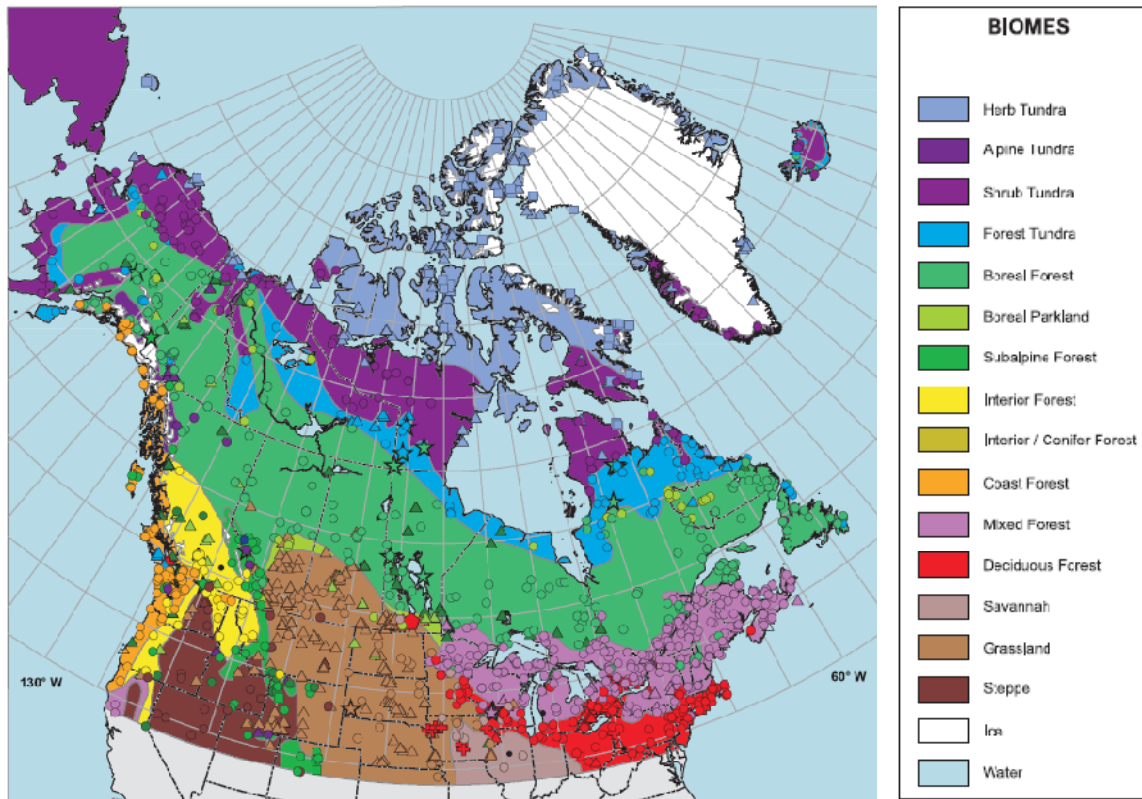 BIOMES
Herb Tundra
Alpine Tundra
Shrub Tundra
Forest Tundra
Boreal Forest
Boreal Parkland
Subalpine Forest
Interior Forest
Interior / Conifer Forest
Coast Forest
Mixed Forest
Deciduous Forest
Savannah
Grassland
Steppe
Ice
Water
130° W
60° W